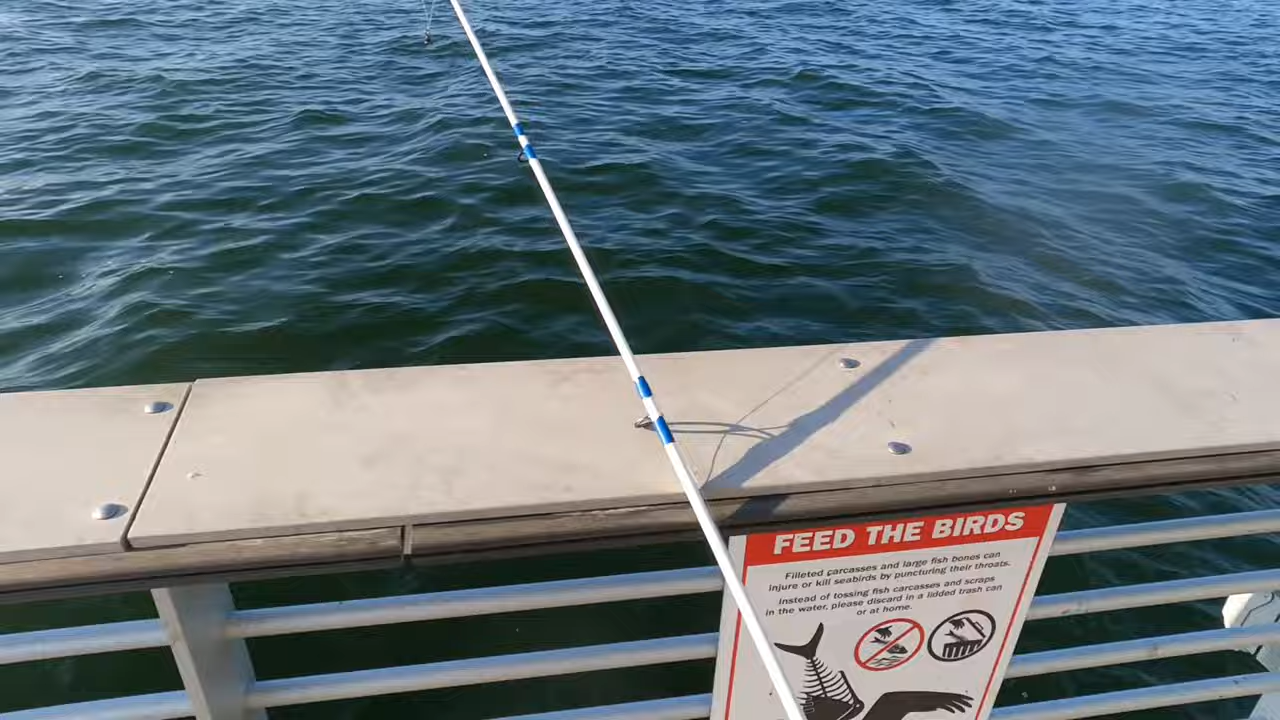 FEED THE BIRDS
Filleted carcasses and large fish bones can
injure or kill seabirds by puncturing their throats.
Instead of tossing fish carcasses and scraps
in the water, please discard in a lidded trash can
or at home.